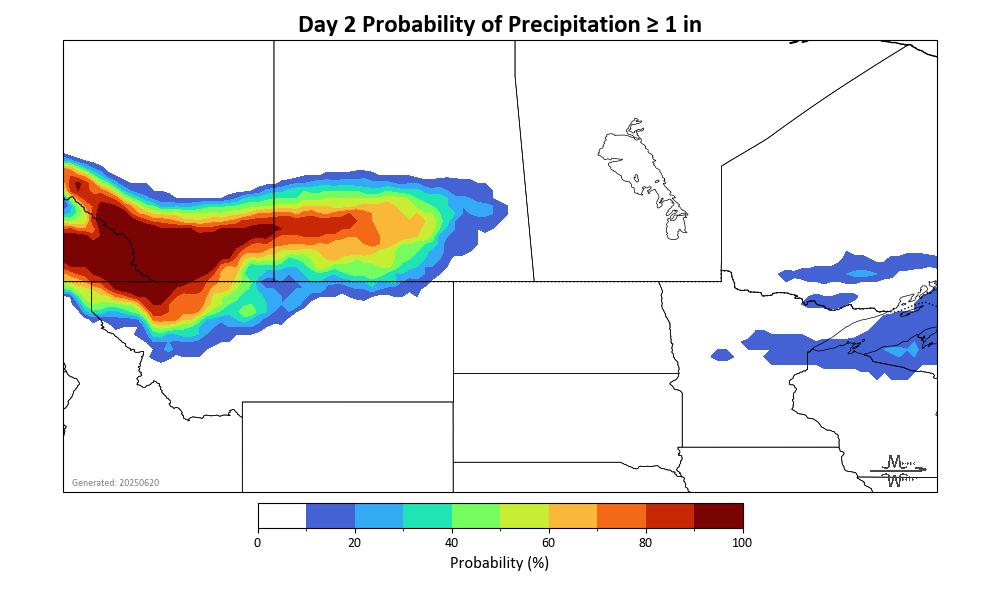 Day 2 Probability of Precipitation ≥ 1 in
Generated: 20250620
0 20 40 60 80 100
Probability (%)